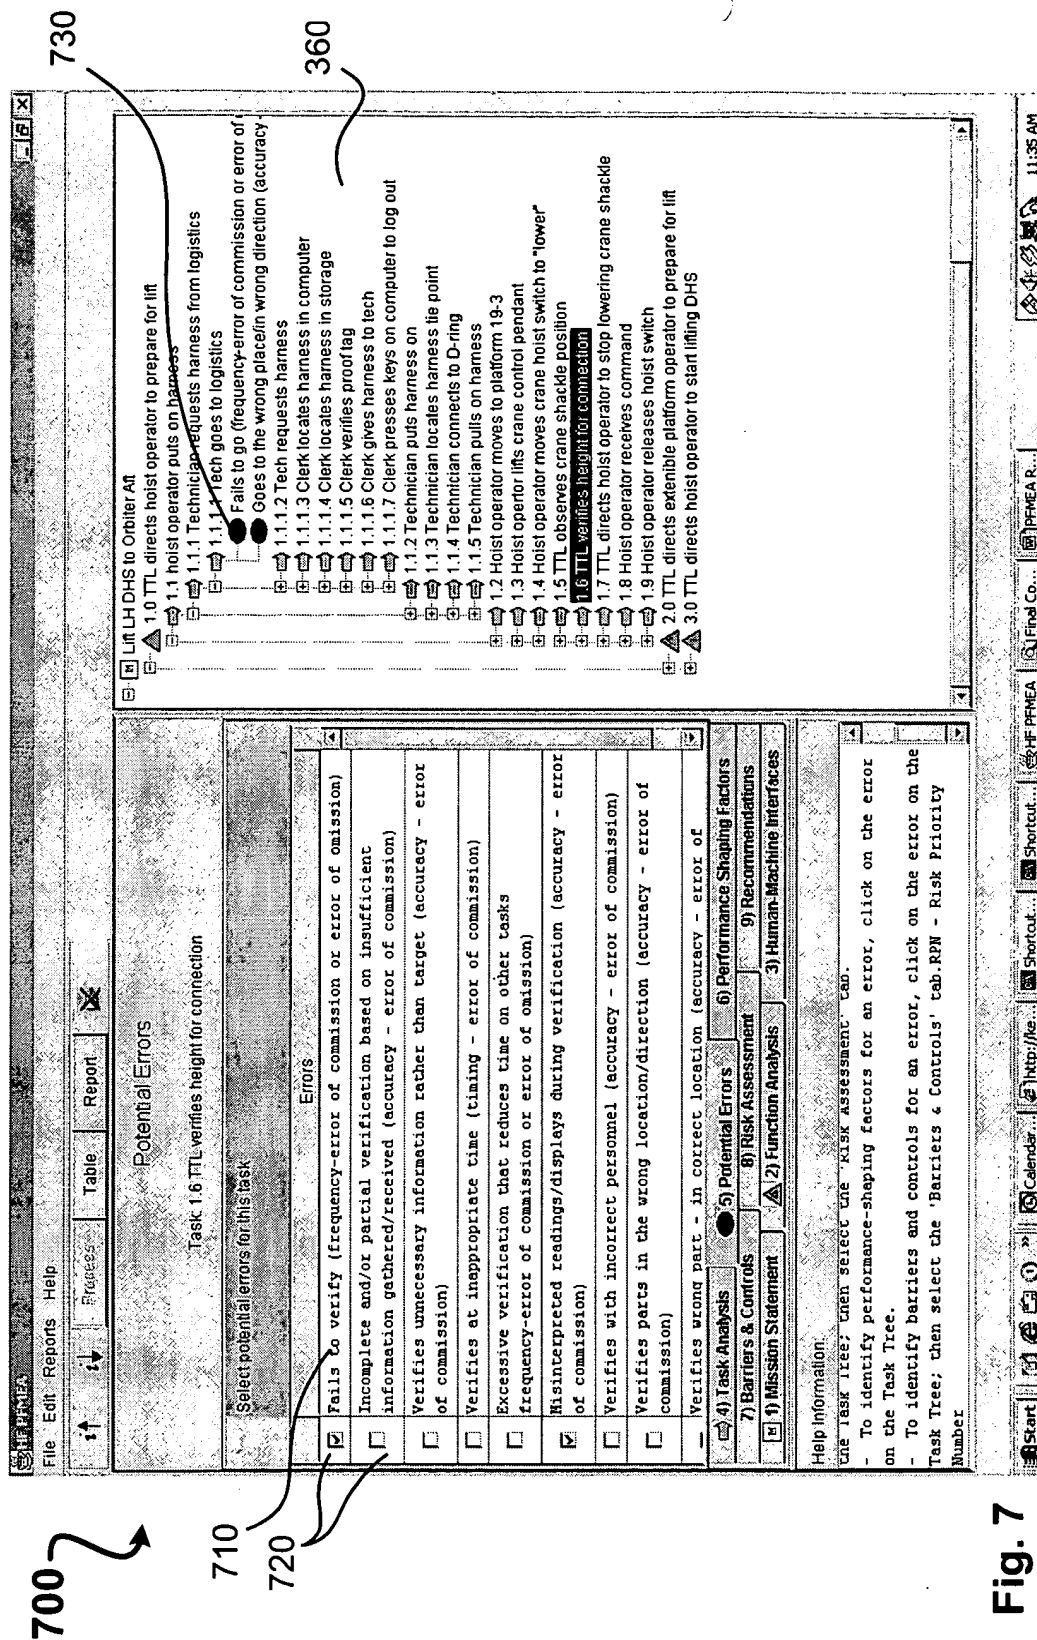 700
710
720
730
360
HF PFMEA
File Edit Reports Help
Process Table Report
Potential Errors
Task: 1.6 TTL verifies height for connection
Select potential errors for this task
Errors
Fails to verify (frequency-error of commission or error of omission)
Incomplete and/or partial verification based on insufficient
information gathered/received (accuracy - error of commission)
Verifies unnecessary information rather than target (accuracy - error
of commission)
Verifies at inappropriate time (timing - error of commission)
Excessive verification that reduces time on other tasks
frequency-error of commission or error of omission)
Misinterpreted readings/displays during verification (accuracy - error
of commission)
Verifies with incorrect personnel (accuracy - error of commission)
Verifies parts in the wrong location/direction (accuracy - error of
commission)
Verifies wrong part - in correct location (accuracy - error of
4) Task Analysis 5) Potential Errors 6) Performance Shaping Factors
7) Barriers & Controls 8) Risk Assessment 9) Recommendations
M 1) Mission Statement 2) Function Analysis 3) Human-Machine Interfaces
Help Information:
the Task Tree; then select the 'Risk Assessment' tab.
- To identify performance-shaping factors for an error, click on the error
on the Task Tree.
- To identify barriers and controls for an error, click on the error on the
Task Tree; then select the 'Barriers & Controls' tab.RPN - Risk Priority
Number
M Lift LH DHS to Orbiter Aft
1.0 TTL directs hoist operator to prepare for lift
1.1 hoist operator puts on harness
1.1.1 Technician requests harness from logistics
1.1.1.1 Tech goes to logistics
Fails to go (frequency-error of commission or error of
Goes to the wrong place/in wrong direction (accuracy
1.1.1.2 Tech requests harness
1.1.1.3 Clerk locates harness in computer
1.1.1.4 Clerk locates harness in storage
1.1.1.5 Clerk verifies proof tag
1.1.1.6 Clerk gives harness to tech
1.1.1.7 Clerk presses keys on computer to log out
1.1.2 Technician puts harness on
1.1.3 Technician locates harness tie point
1.1.4 Technician connects to D-ring
1.1.5 Technician pulls on harness
1.2 Hoist operator moves to platform 19-3
1.3 Hoist opertor lifts crane control pendant
1.4 Hoist operator moves crane hoist switch to "lower"
1.5 TTL observes crane shackle position
1.6 TTL verifies height for connection
1.7 TTL directs hoist operator to stop lowering crane shackle
1.8 Hoist operator receives command
1.9 Hoist operator releases hoist switch
2.0 TTL directs extenible platform operator to prepare for lift
3.0 TTL directs hoist operator to start lifting DHS
Start » Calendar... http://ke... Shortcut... Shortcut... HF PFMEA Final Co... PFMEA R... 11:35 AM
Fig. 7